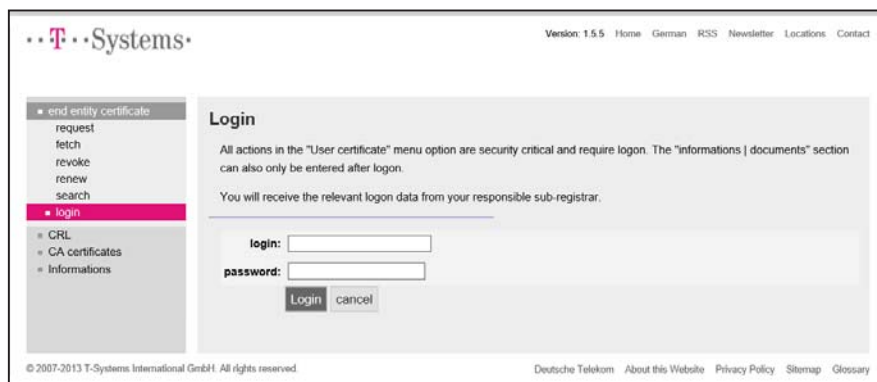 ··T··Systems·
Version: 1.5.5 Home German RSS Newsletter Locations Contact
end entity certificate
request
fetch
revoke
renew
search
login
CRL
CA certificates
Informations
Login
All actions in the "User certificate" menu option are security critical and require logon. The "informations | documents" section
can also only be entered after logon.
You will receive the relevant logon data from your responsible sub-registrar.
login:
password:
Login cancel
© 2007-2013 T-Systems International GmbH. All rights reserved.
Deutsche Telekom About this Website Privacy Policy Sitemap Glossary